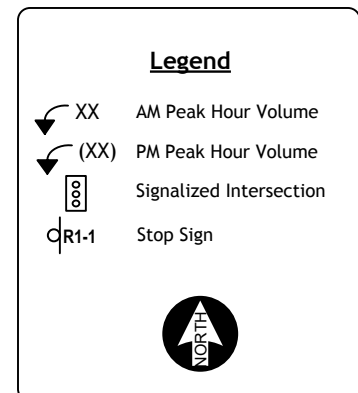 Legend
XX AM Peak Hour Volume
(XX) PM Peak Hour Volume
Signalized Intersection
R1-1 Stop Sign
NORTH